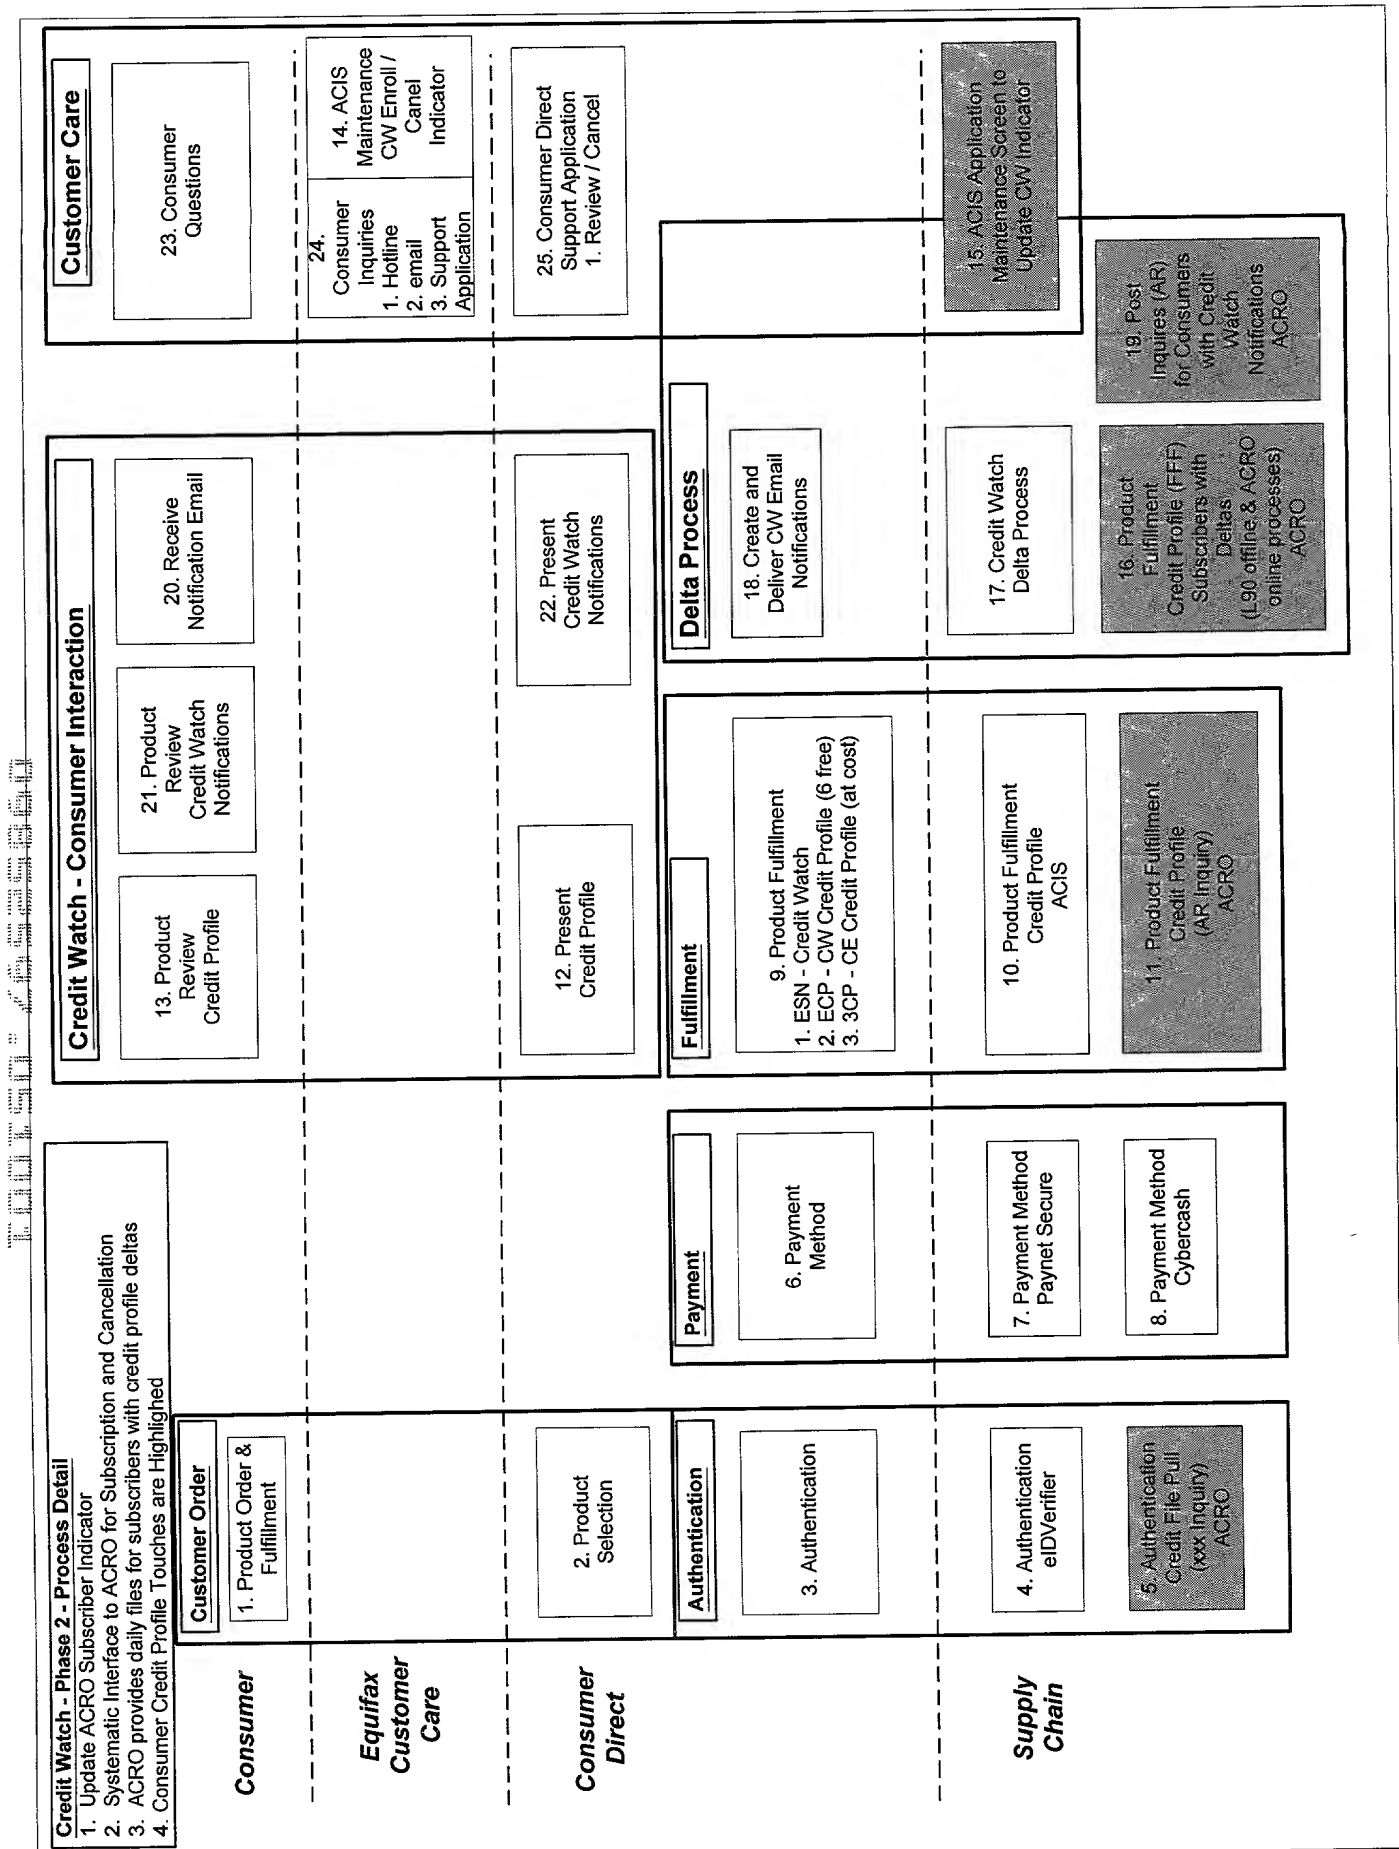 Credit Watch - Phase 2 - Process Detail
1. Update ACRO Subscriber Indicator
2. Systematic Interface to ACRO for Subscription and Cancellation
3. ACRO provides daily files for subscribers with credit profile deltas
4. Consumer Credit Profile Touches are Highlighed
Consumer
Equifax
Customer
Care
Consumer
Direct
Supply
Chain
Customer Order
1. Product Order &
Fulfillment
2. Product
Selection
Authentication
3. Authentication
4. Authentication
eIDVerifier
5. Authentication
Credit File Pull
(xxx Inquiry)
ACRO
Payment
6. Payment
Method
7. Payment Method
Paynet Secure
8. Payment Method
Cybercash
Credit Watch - Consumer Interaction
13. Product
Review
Credit Profile
21. Product
Review
Credit Watch
Notifications
20. Receive
Notification Email
12. Present
Credit Profile
22. Present
Credit Watch
Notifications
Fulfillment
9. Product Fulfillment
1. ESN - Credit Watch
2. ECP - CW Credit Profile (6 free)
3. 3CP - CE Credit Profile (at cost)
10. Product Fulfillment
Credit Profile
ACIS
11. Product Fulfillment
Credit Profile
(AR Inquiry)
ACRO
Delta Process
18. Create and
Deliver CW Email
Notifications
17. Credit Watch
Delta Process
16. Product
Fulfillment
Credit Profile (FFF)
Subscribers with
Deltas
(L90 offline & ACRO
online processes)
ACRO
19. Post
Inquires (AR)
for Consumers
with Credit
Watch
Notifications
ACRO
Customer Care
23. Consumer
Questions
24.
Consumer
Inquiries
1. Hotline
2. email
3. Support
Application
14. ACIS
Maintenance
CW Enroll /
Canel
Indicator
25. Consumer Direct
Support Application
1. Review / Cancel
15. ACIS Application
Maintenance Screen to
Update CW Indicator